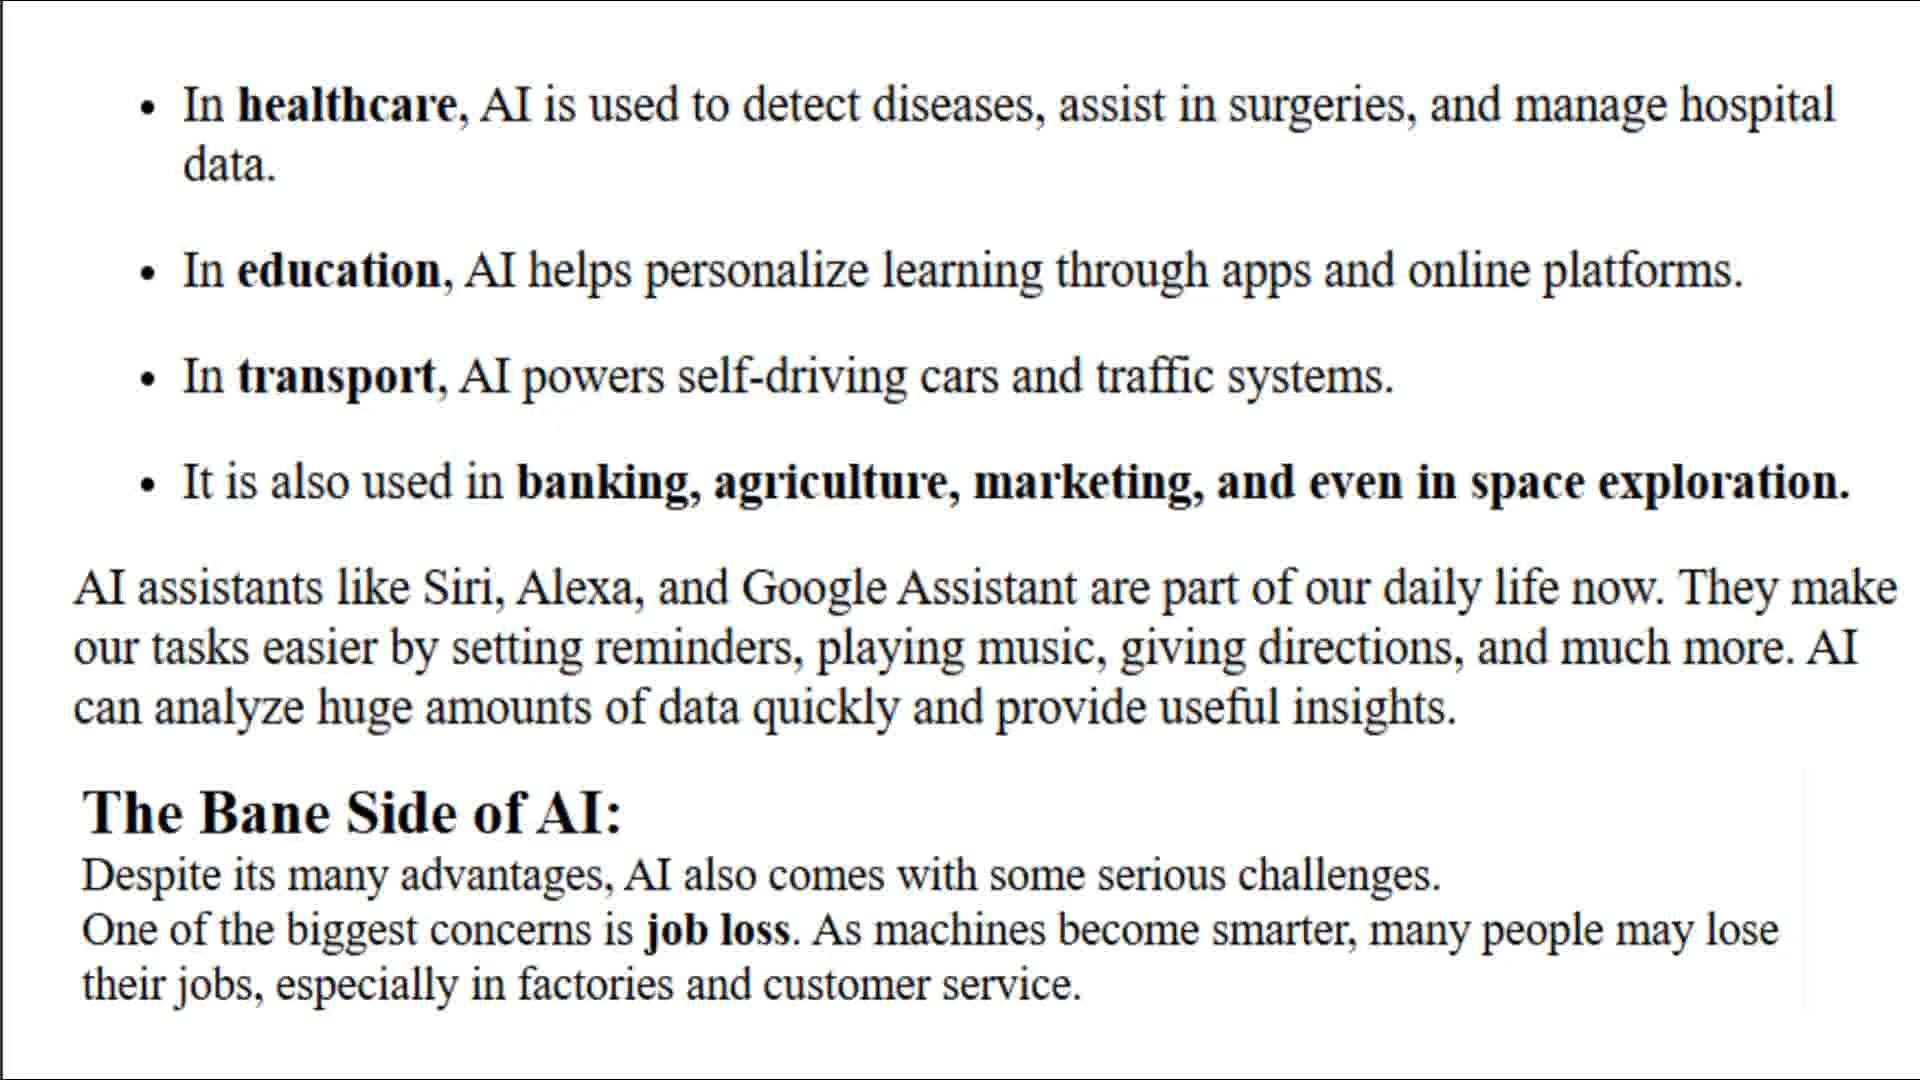 • In healthcare, AI is used to detect diseases, assist in surgeries, and manage hospital
data.
• In education, AI helps personalize learning through apps and online platforms.
• In transport, AI powers self-driving cars and traffic systems.
• It is also used in banking, agriculture, marketing, and even in space exploration.
AI assistants like Siri, Alexa, and Google Assistant are part of our daily life now. They make
our tasks easier by setting reminders, playing music, giving directions, and much more. AI
can analyze huge amounts of data quickly and provide useful insights.
The Bane Side of AI:
Despite its many advantages, AI also comes with some serious challenges.
One of the biggest concerns is job loss. As machines become smarter, many people may lose
their jobs, especially in factories and customer service.